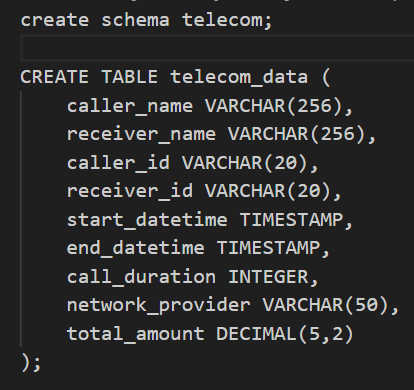 create schema telecom;
CREATE TABLE telecom_data (
caller_name VARCHAR(256),
receiver_name VARCHAR(256),
caller_id VARCHAR(20),
receiver_id VARCHAR(20),
start_datetime TIMESTAMP,
end_datetime TIMESTAMP,
call_duration INTEGER,
network_provider VARCHAR(50),
total_amount DECIMAL(5,2)
);